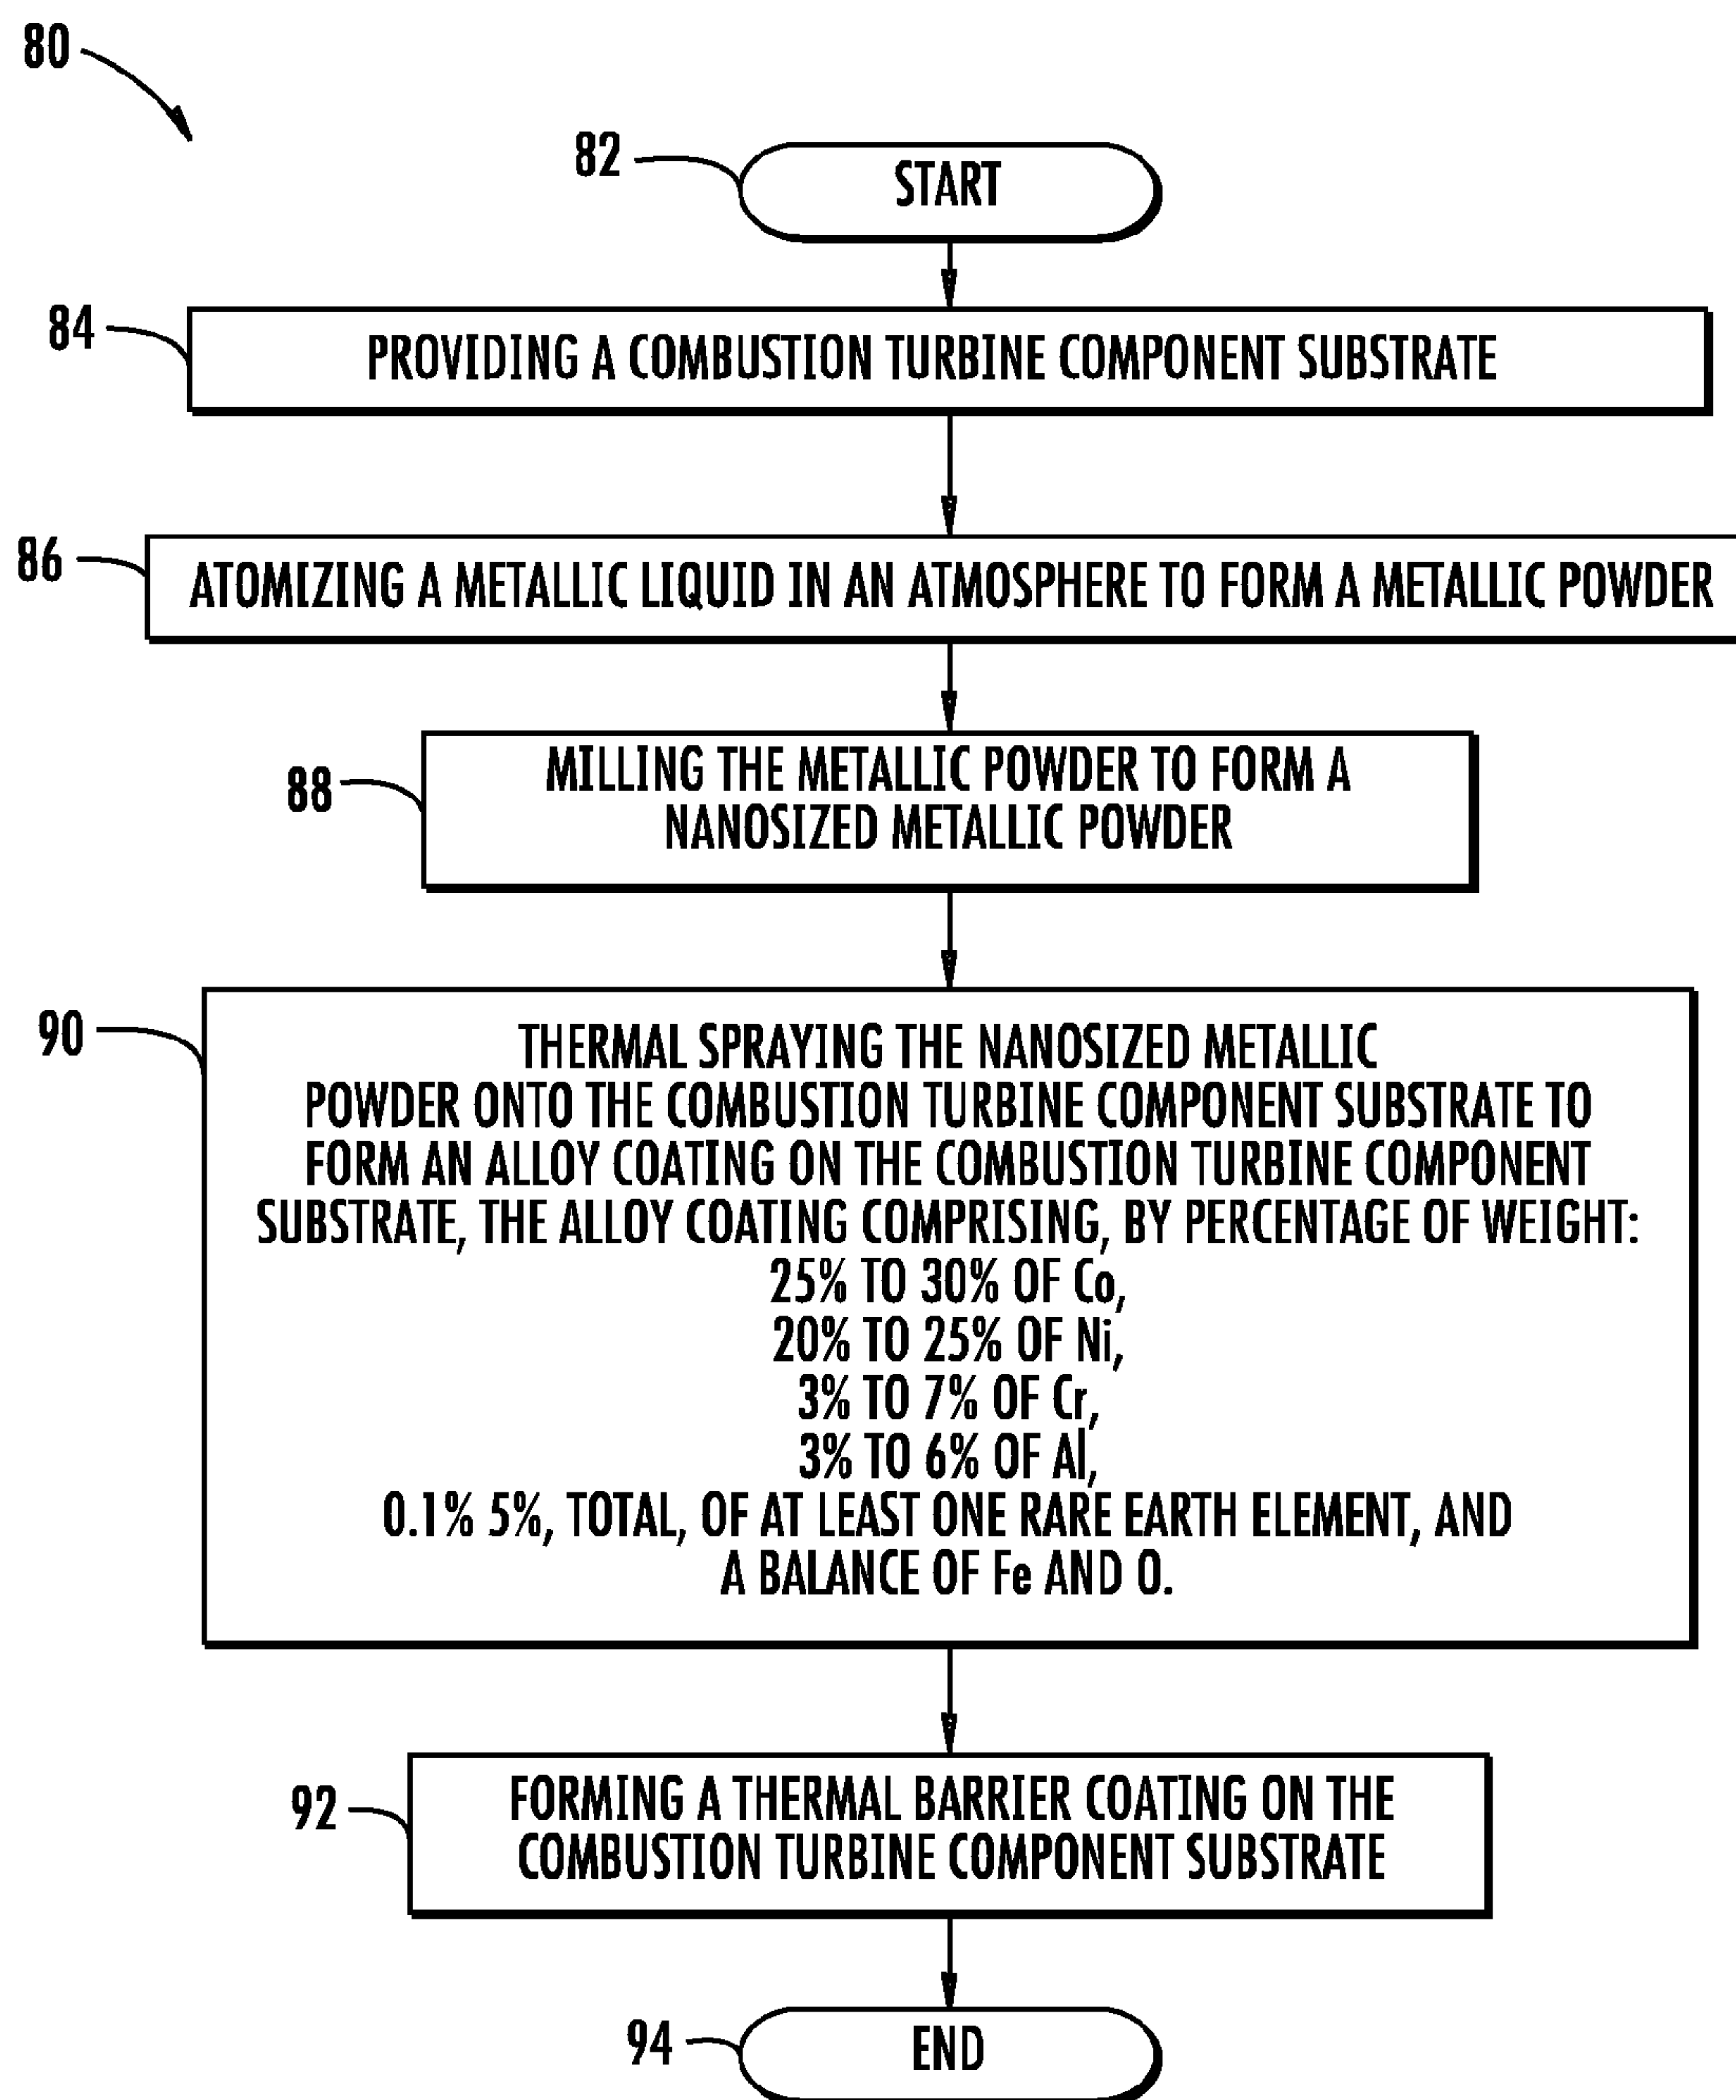 80
82
START
84
PROVIDING A COMBUSTION TURBINE COMPONENT SUBSTRATE
86
ATOMIZING A METALLIC LIQUID IN AN ATMOSPHERE TO FORM A METALLIC POWDER
88
MILLING THE METALLIC POWDER TO FORM A
NANOSIZED METALLIC POWDER
90
THERMAL SPRAYING THE NANOSIZED METALLIC
POWDER ONTO THE COMBUSTION TURBINE COMPONENT SUBSTRATE TO
FORM AN ALLOY COATING ON THE COMBUSTION TURBINE COMPONENT
SUBSTRATE, THE ALLOY COATING COMPRISING, BY PERCENTAGE OF WEIGHT:
25% TO 30% OF Co,
20% TO 25% OF Ni,
3% TO 7% OF Cr,
3% TO 6% OF Al,
0.1% 5%, TOTAL, OF AT LEAST ONE RARE EARTH ELEMENT, AND
A BALANCE OF Fe AND O.
92
FORMING A THERMAL BARRIER COATING ON THE
COMBUSTION TURBINE COMPONENT SUBSTRATE
94
END